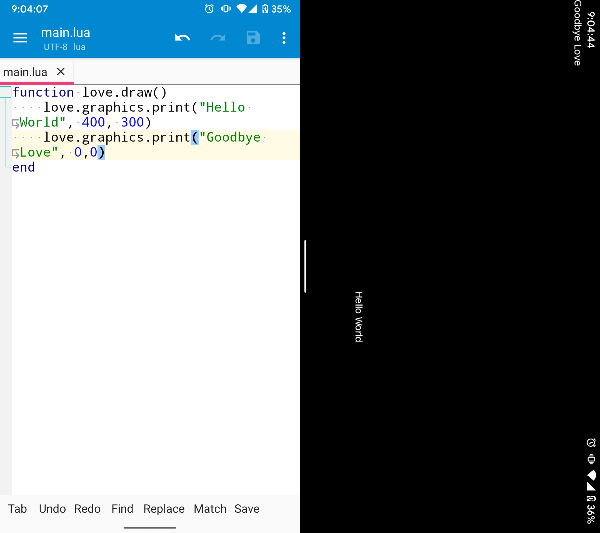 9:04:07
35%
main.lua
UTF-8 lua
main.lua
function love.draw()
love.graphics.print("Hello
World", 400, 300)
love.graphics.print("Goodbye
Love", 0,0)
end
Tab Undo Redo Find Replace Match Save
9:04:44
36%
Goodbye Love
Hello World